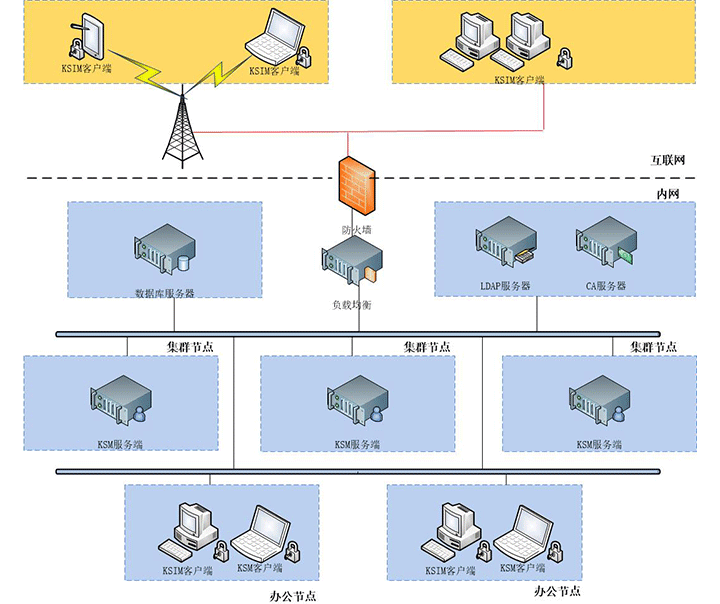 KSIM客户端
KSIM客户端
KSIM客户端
互联网
内网
防火墙
数据库服务器
负载均衡
LDAP服务器
CA服务器
集群节点
集群节点
集群节点
KSM服务端
KSM服务端
KSM服务端
KSIM客户端
KSM客户端
KSIM客户端
KSM客户端
办公节点
办公节点